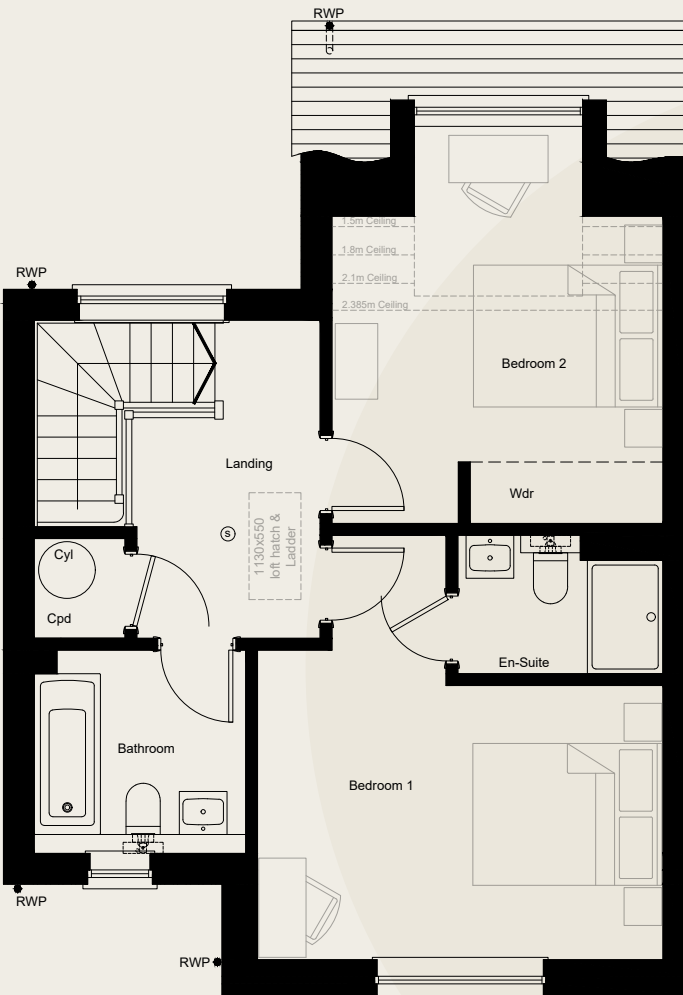 RWP
1.5m Ceiling
1.8m Ceiling
2.1m Ceiling
2.385m Ceiling
RWP
Bedroom 2
Landing
Wdr
S
1130x550
loft hatch &
Ladder
Cyl
Cpd
En-Suite
Bathroom
Bedroom 1
RWP
RWP